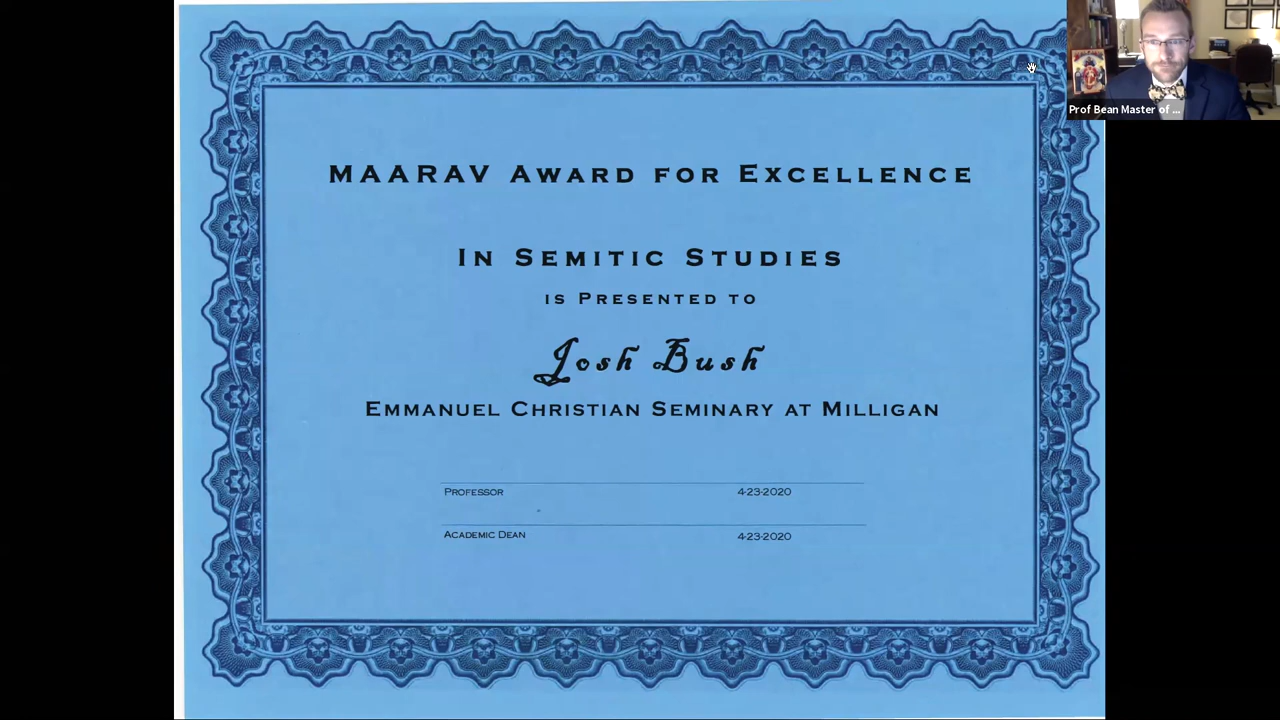 Prof Bean Master of ...
MAARAV Award for Excellence
In Semitic Studies
is Presented to
Josh Bush
Emmanuel Christian Seminary at Milligan
Professor 4-23-2020
Academic Dean 4-23-2020